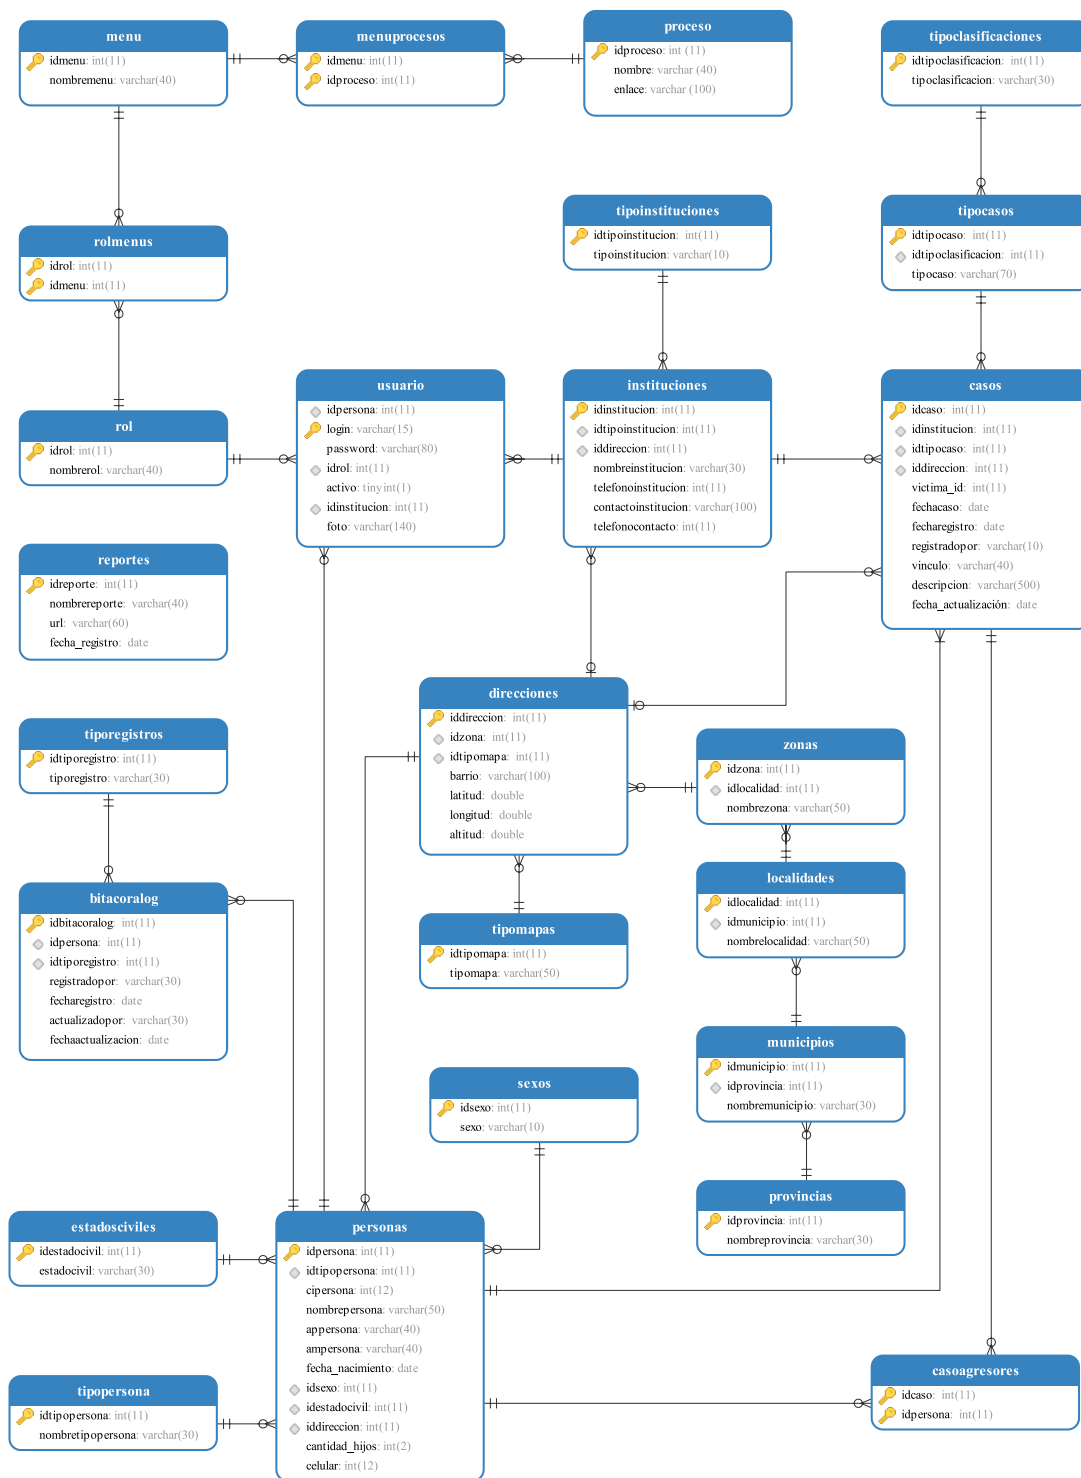 menu
idmenu: int(11)
nombremenu: varchar(40)
menuprocesos
idmenu: int(11)
idproceso: int(11)
proceso
idproceso: int (11)
nombre: varchar (40)
enlace: varchar (100)
tipoclasificaciones
idtipoclasificacion: int(11)
tipoclasificacion: varchar(30)
rolmenus
idrol: int(11)
idmenu: int(11)
tipoinstituciones
idtipoinstitucion: int(11)
tipoinstitucion: varchar(10)
tipocasos
idtipocaso: int(11)
idtipoclasificacion: int(11)
tipocaso: varchar(70)
rol
idrol: int(11)
nombrerol: varchar(40)
usuario
idpersona: int(11)
login: varchar(15)
password: varchar(80)
idrol: int(11)
activo: tinyint(1)
idinstitucion: int(11)
foto: varchar(140)
instituciones
idinstitucion: int(11)
idtipoinstitucion: int(11)
iddireccion: int(11)
nombreinstitucion: varchar(30)
telefonoinstitucion: int(11)
contactoinstitucion: varchar(100)
telefonocontacto: int(11)
casos
idcaso: int(11)
idinstitucion: int(11)
idtipocaso: int(11)
iddireccion: int(11)
victima_id: int(11)
fechacaso: date
fecharegistro: date
registradopor: varchar(10)
vinculo: varchar(40)
descripcion: varchar(500)
fecha_actualización: date
reportes
idreporte: int(11)
nombrereporte: varchar(40)
url: varchar(60)
fecha_registro: date
direcciones
iddireccion: int(11)
idzona: int(11)
idtipomapa: int(11)
barrio: varchar(100)
latitud: double
longitud: double
altitud: double
tiporegistros
idtiporegistro: int(11)
tiporegistro: varchar(30)
zonas
idzona: int(11)
idlocalidad: int(11)
nombrezona: varchar(50)
bitacoralog
idbitacoralog: int(11)
idpersona: int(11)
idtiporegistro: int(11)
registradopor: varchar(30)
fecharegistro: date
actualizadopor: varchar(30)
fechaactualizacion: date
tipomapas
idtipomapa: int(11)
tipomapa: varchar(50)
localidades
idlocalidad: int(11)
idmunicipio: int(11)
nombrelocalidad: varchar(50)
municipios
idmunicipio: int(11)
idprovincia: int(11)
nombremunicipio: varchar(30)
sexos
idsexo: int(11)
sexo: varchar(10)
provincias
idprovincia: int(11)
nombreprovincia: varchar(30)
estadosciviles
idestadocivil: int(11)
estadocivil: varchar(30)
personas
idpersona: int(11)
idtipopersona: int(11)
cipersona: int(12)
nombrepersona: varchar(50)
appersona: varchar(40)
ampersona: varchar(40)
fecha_nacimiento: date
idsexo: int(11)
idestadocivil: int(11)
iddireccion: int(11)
cantidad_hijos: int(2)
celular: int(12)
tipopersona
idtipopersona: int(11)
nombretipopersona: varchar(30)
casoagresores
idcaso: int(11)
idpersona: int(11)